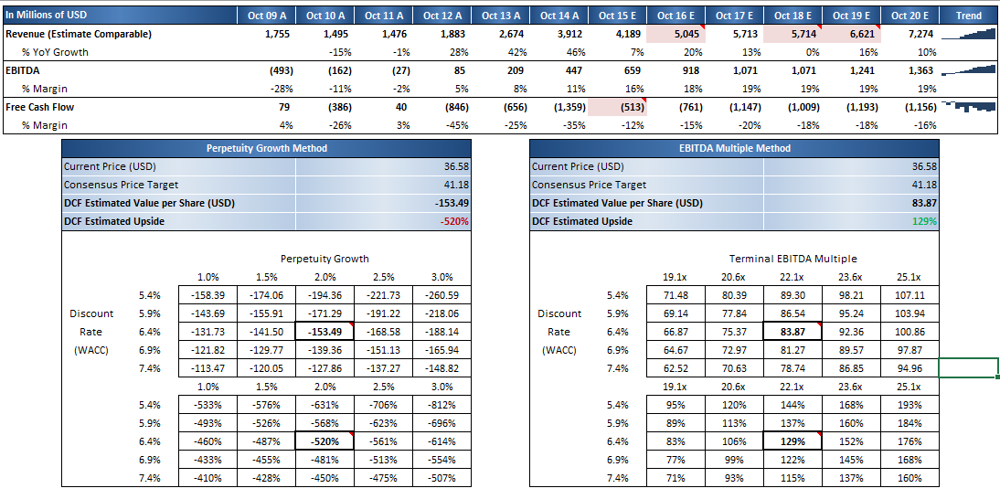 In Millions of USD Oct 09 A Oct 10 A Oct 11 A Oct 12 A Oct 13 A Oct 14 A Oct 15 E Oct 16 E Oct 17 E Oct 18 E Oct 19 E Oct 20 E Trend
Revenue (Estimate Comparable) 1,755 1,495 1,476 1,883 2,674 3,912 4,189 5,045 5,713 5,714 6,621 7,274
% YoY Growth -15% -1% 28% 42% 46% 7% 20% 13% 0% 16% 10%
EBITDA (493) (162) (27) 85 209 447 659 918 1,071 1,071 1,241 1,363
% Margin -28% -11% -2% 5% 8% 11% 16% 18% 19% 19% 19% 19%
Free Cash Flow 79 (386) 40 (846) (656) (1,359) (513) (761) (1,147) (1,009) (1,193) (1,156)
% Margin 4% -26% 3% -45% -25% -35% -12% -15% -20% -18% -18% -16%
Perpetuity Growth Method
Current Price (USD) 36.58
Consensus Price Target 41.18
DCF Estimated Value per Share (USD) -153.49
DCF Estimated Upside -520%
Perpetuity Growth
1.0% 1.5% 2.0% 2.5% 3.0%
5.4% -158.39 -174.06 -194.36 -221.73 -260.59
Discount 5.9% -143.69 -155.91 -171.29 -191.22 -218.06
Rate 6.4% -131.73 -141.50 -153.49 -168.58 -188.14
(WACC) 6.9% -121.82 -129.77 -139.36 -151.13 -165.94
7.4% -113.47 -120.05 -127.86 -137.27 -148.82
1.0% 1.5% 2.0% 2.5% 3.0%
5.4% -533% -576% -631% -706% -812%
5.9% -493% -526% -568% -623% -696%
6.4% -460% -487% -520% -561% -614%
6.9% -433% -455% -481% -513% -554%
7.4% -410% -428% -450% -475% -507%
EBITDA Multiple Method
Current Price (USD) 36.58
Consensus Price Target 41.18
DCF Estimated Value per Share (USD) 83.87
DCF Estimated Upside 129%
Terminal EBITDA Multiple
19.1x 20.6x 22.1x 23.6x 25.1x
5.4% 71.48 80.39 89.30 98.21 107.11
Discount 5.9% 69.14 77.84 86.54 95.24 103.94
Rate 6.4% 66.87 75.37 83.87 92.36 100.86
(WACC) 6.9% 64.67 72.97 81.27 89.57 97.87
7.4% 62.52 70.63 78.74 86.85 94.96
19.1x 20.6x 22.1x 23.6x 25.1x
5.4% 95% 120% 144% 168% 193%
5.9% 89% 113% 137% 160% 184%
6.4% 83% 106% 129% 152% 176%
6.9% 77% 99% 122% 145% 168%
7.4% 71% 93% 115% 137% 160%